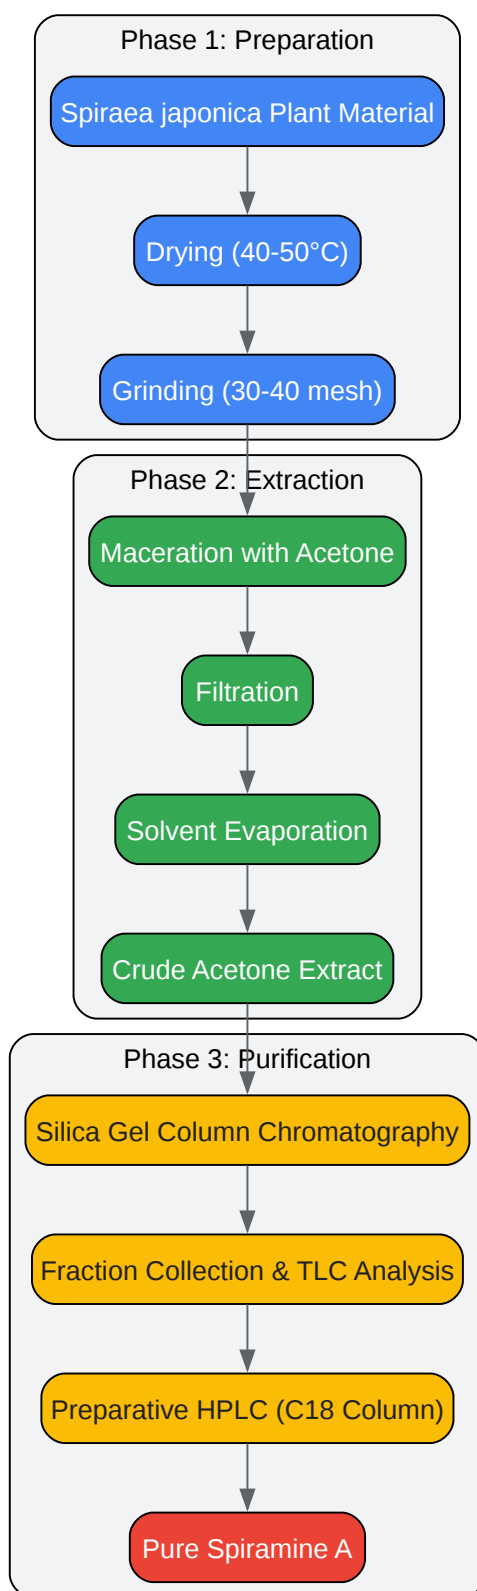 Phase 1: Preparation
Spiraea japonica Plant Material
Drying (40-50°C)
Grinding (30-40 mesh)
Phase 2: Extraction
Maceration with Acetone
Filtration
Solvent Evaporation
Crude Acetone Extract
Phase 3: Purification
Silica Gel Column Chromatography
Fraction Collection & TLC Analysis
Preparative HPLC (C18 Column)
Pure Spiramine A